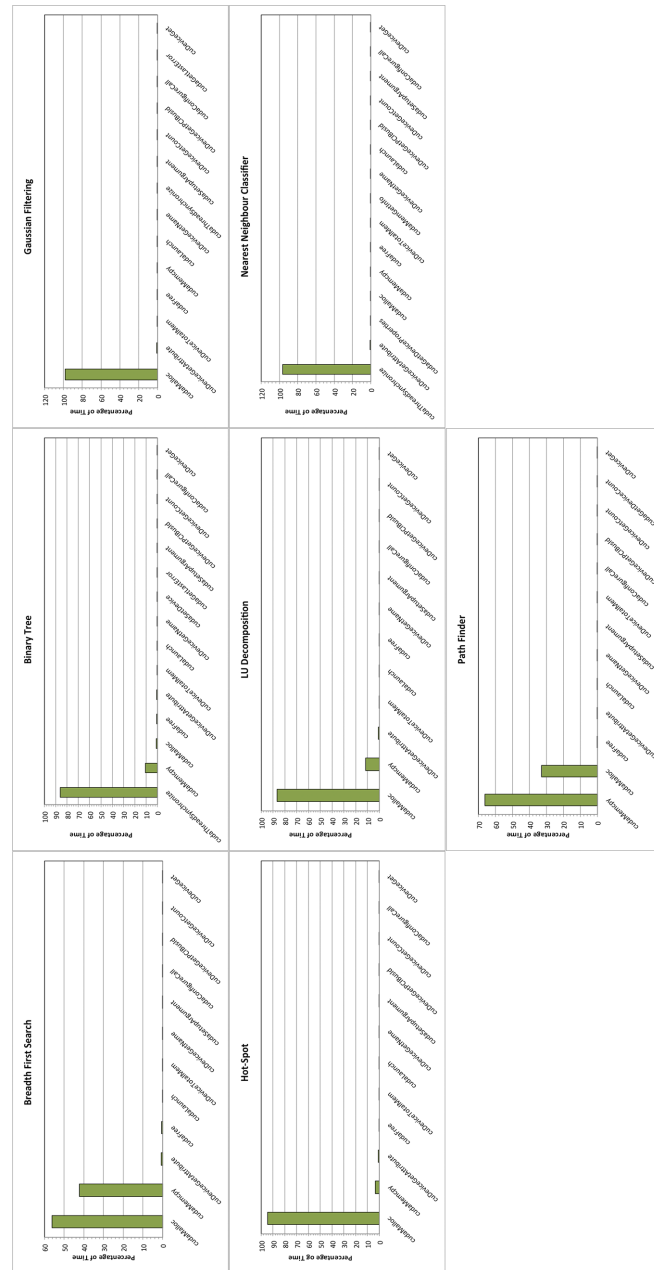 Breadth First Search
Percentage of Time
60
50
40
30
20
10
0
cudaMalloc
cudaMemcpy
cuDeviceGetAttribute
cudaFree
cudaLaunch
cuDeviceTotalMem
cuDeviceGetName
cudaSetupArgument
cudaConfigureCall
cuDeviceGetPCIBusId
cuDeviceGetCount
cuDeviceGet
Binary Tree
Percentage of Time
100
90
80
70
60
50
40
30
20
10
0
cudaThreadSynchronize
cudaMemcpy
cudaMalloc
cudaFree
cuDeviceGetAttribute
cuDeviceTotalMem
cudaLaunch
cuDeviceGetName
cudaSetDevice
cudaGetLastError
cudaSetupArgument
cuDeviceGetPCIBusId
cuDeviceGetCount
cudaConfigureCall
cuDeviceGet
Gaussian Filtering
Percentage of Time
120
100
80
60
40
20
0
cudaMalloc
cuDeviceGetAttribute
cuDeviceTotalMem
cudaFree
cudaMemcpy
cudaLaunch
cuDeviceGetName
cudaThreadSynchronize
cudaSetupArgument
cuDeviceGetCount
cuDeviceGetPCIBusId
cudaConfigureCall
cudaGetLastError
cuDeviceGet
Hot-Spot
Percentage og Time
100
90
80
70
60
50
40
30
20
10
0
cudaMalloc
cudaMemcpy
cuDeviceGetAttribute
cudaFree
cuDeviceTotalMem
cudaLaunch
cuDeviceGetName
cudaSetupArgument
cuDeviceGetPCIBusId
cuDeviceGetCount
cudaConfigureCall
cuDeviceGet
LU Decomposition
Percentage of Time
100
90
80
70
60
50
40
30
20
10
0
cudaMalloc
cudaMemcpy
cuDeviceGetAttribute
cuDeviceTotalMem
cudaLaunch
cudaFree
cuDeviceGetName
cudaSetupArgument
cudaConfigureCall
cuDeviceGetPCIBusId
cuDeviceGetCount
cuDeviceGet
Nearest Neighbour Classifier
Percentage of Time
120
100
80
60
40
20
0
cudaThreadSynchronize
cuDeviceGetAttribute
cudaGetDeviceProperties
cudaMalloc
cudaMemcpy
cudaFree
cuDeviceTotalMem
cudaMemGetInfo
cuDeviceGetName
cudaLaunch
cuDeviceGetPCIBusId
cuDeviceGetCount
cudaSetupArgument
cudaConfigureCall
cuDeviceGet
Path Finder
Percentage of Time
70
60
50
40
30
20
10
0
cudaMemcpy
cudaMalloc
cudaFree
cuDeviceGetAttribute
cudaLaunch
cuDeviceGetName
cudaSetupArgument
cuDeviceTotalMem
cudaConfigureCall
cuDeviceGetPCIBusId
cuDeviceGetCount
cudaGetDeviceCount
cuDeviceGet